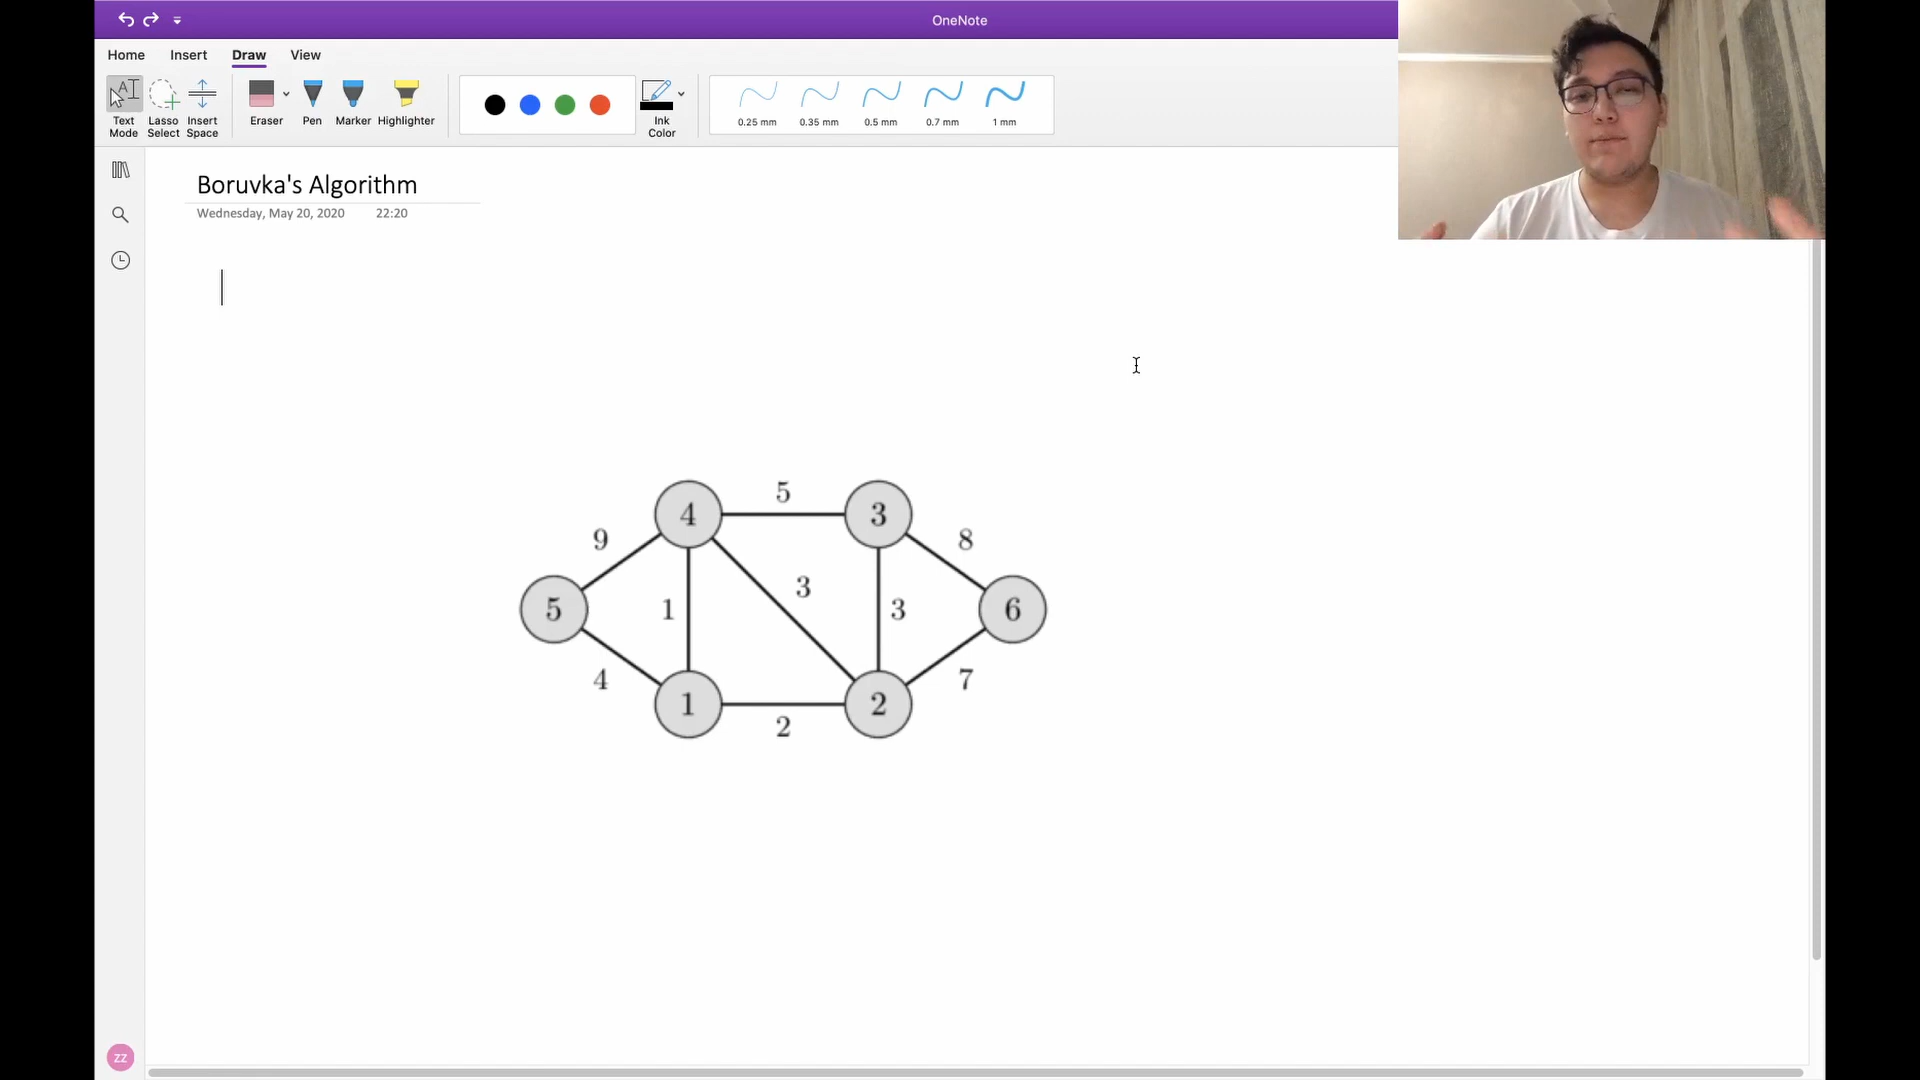 OneNote
Home Insert Draw View
Text Mode
Lasso Select
Insert Space
Eraser
Pen
Marker
Highlighter
Ink Color
0.25 mm
0.35 mm
0.5 mm
0.7 mm
1 mm
Boruvka's Algorithm
Wednesday, May 20, 2020 22:20
5
4 3
9 8
3
5 1 3 6
4 7
1 2
2
ZZ